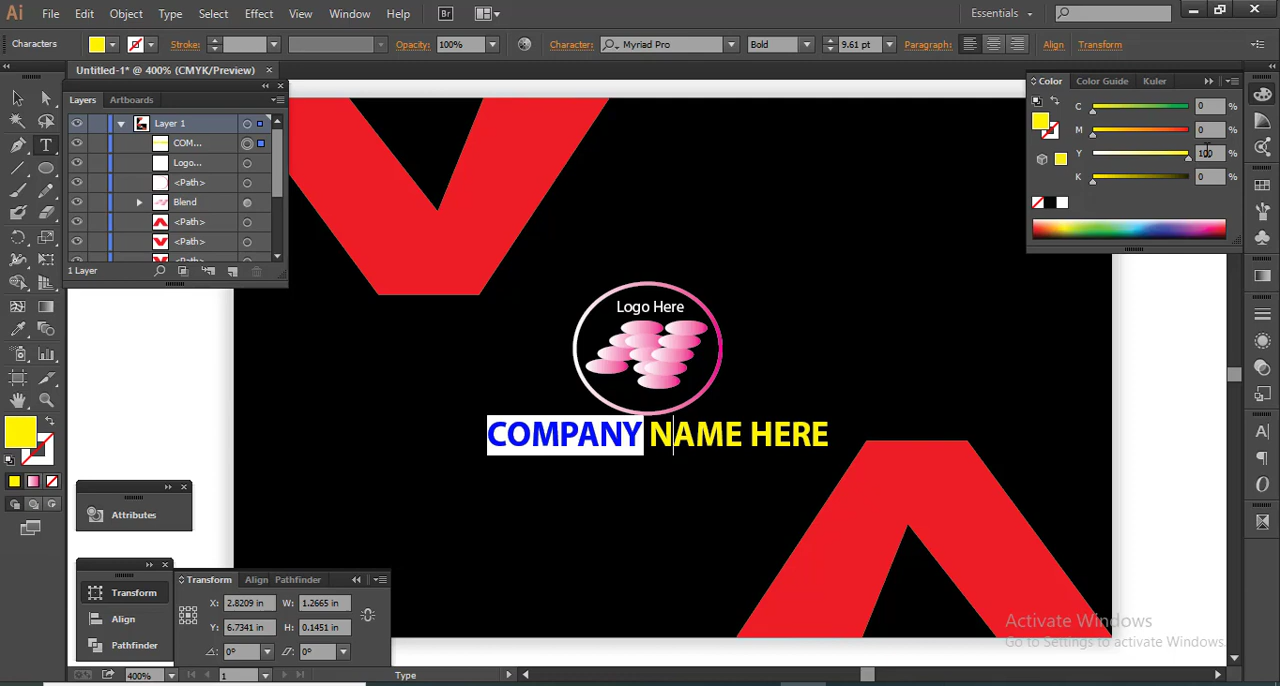 Ai File Edit Object Type Select Effect View Window Help Br Essentials
Characters Stroke: Opacity: 100% Character: Myriad Pro Bold 9.61 pt Paragraph: Align Transform
Untitled-1* @ 400% (CMYK/Preview)
Layers Artboards
Layer 1
COM...
Logo...
<Path>
Blend
<Path>
<Path>
1 Layer
Color Color Guide Ruler
C 0 %
M 0 %
Y 100 %
K 0 %
Logo Here
COMPANY NAME HERE
Attributes
Transform
Align
Pathfinder
Transform Align Pathfinder
X: 2.8209 in W: 1.2665 in
Y: 6.7341 in H: 0.1451 in
0° 0°
Activate Windows
Go to Settings to activate Windows.
400% 1 Type